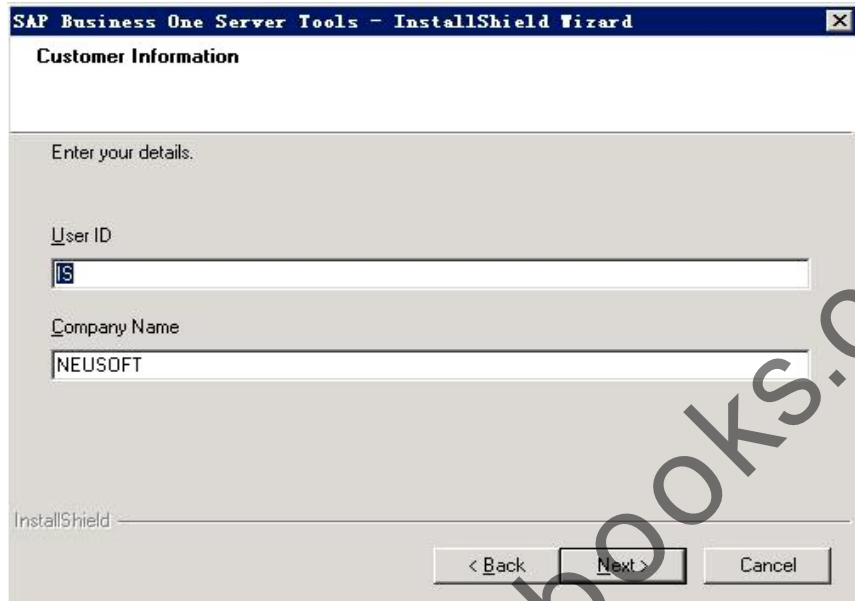 SAP Business One Server Tools - InstallShield Wizard
Customer Information
Enter your details.
User ID
IS
Company Name
NEUSOFT
InstallShield
< Back Next > Cancel
ooks.